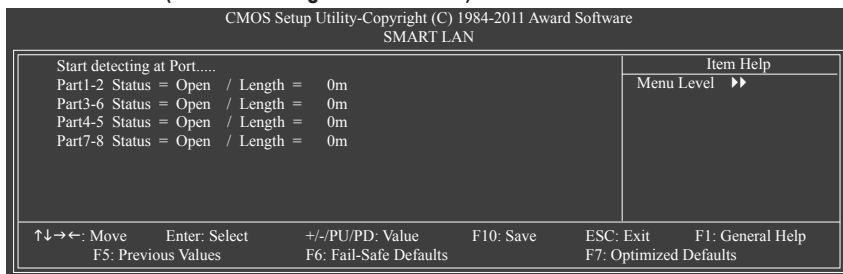 CMOS Setup Utility-Copyright (C) 1984-2011 Award Software
SMART LAN
Start detecting at Port.....
Part1-2 Status = Open / Length = 0m
Part3-6 Status = Open / Length = 0m
Part4-5 Status = Open / Length = 0m
Part7-8 Status = Open / Length = 0m
Item Help
Menu Level ▶▶
↑↓→←: Move Enter: Select +/-/PU/PD: Value F10: Save ESC: Exit F1: General Help
F5: Previous Values F6: Fail-Safe Defaults F7: Optimized Defaults